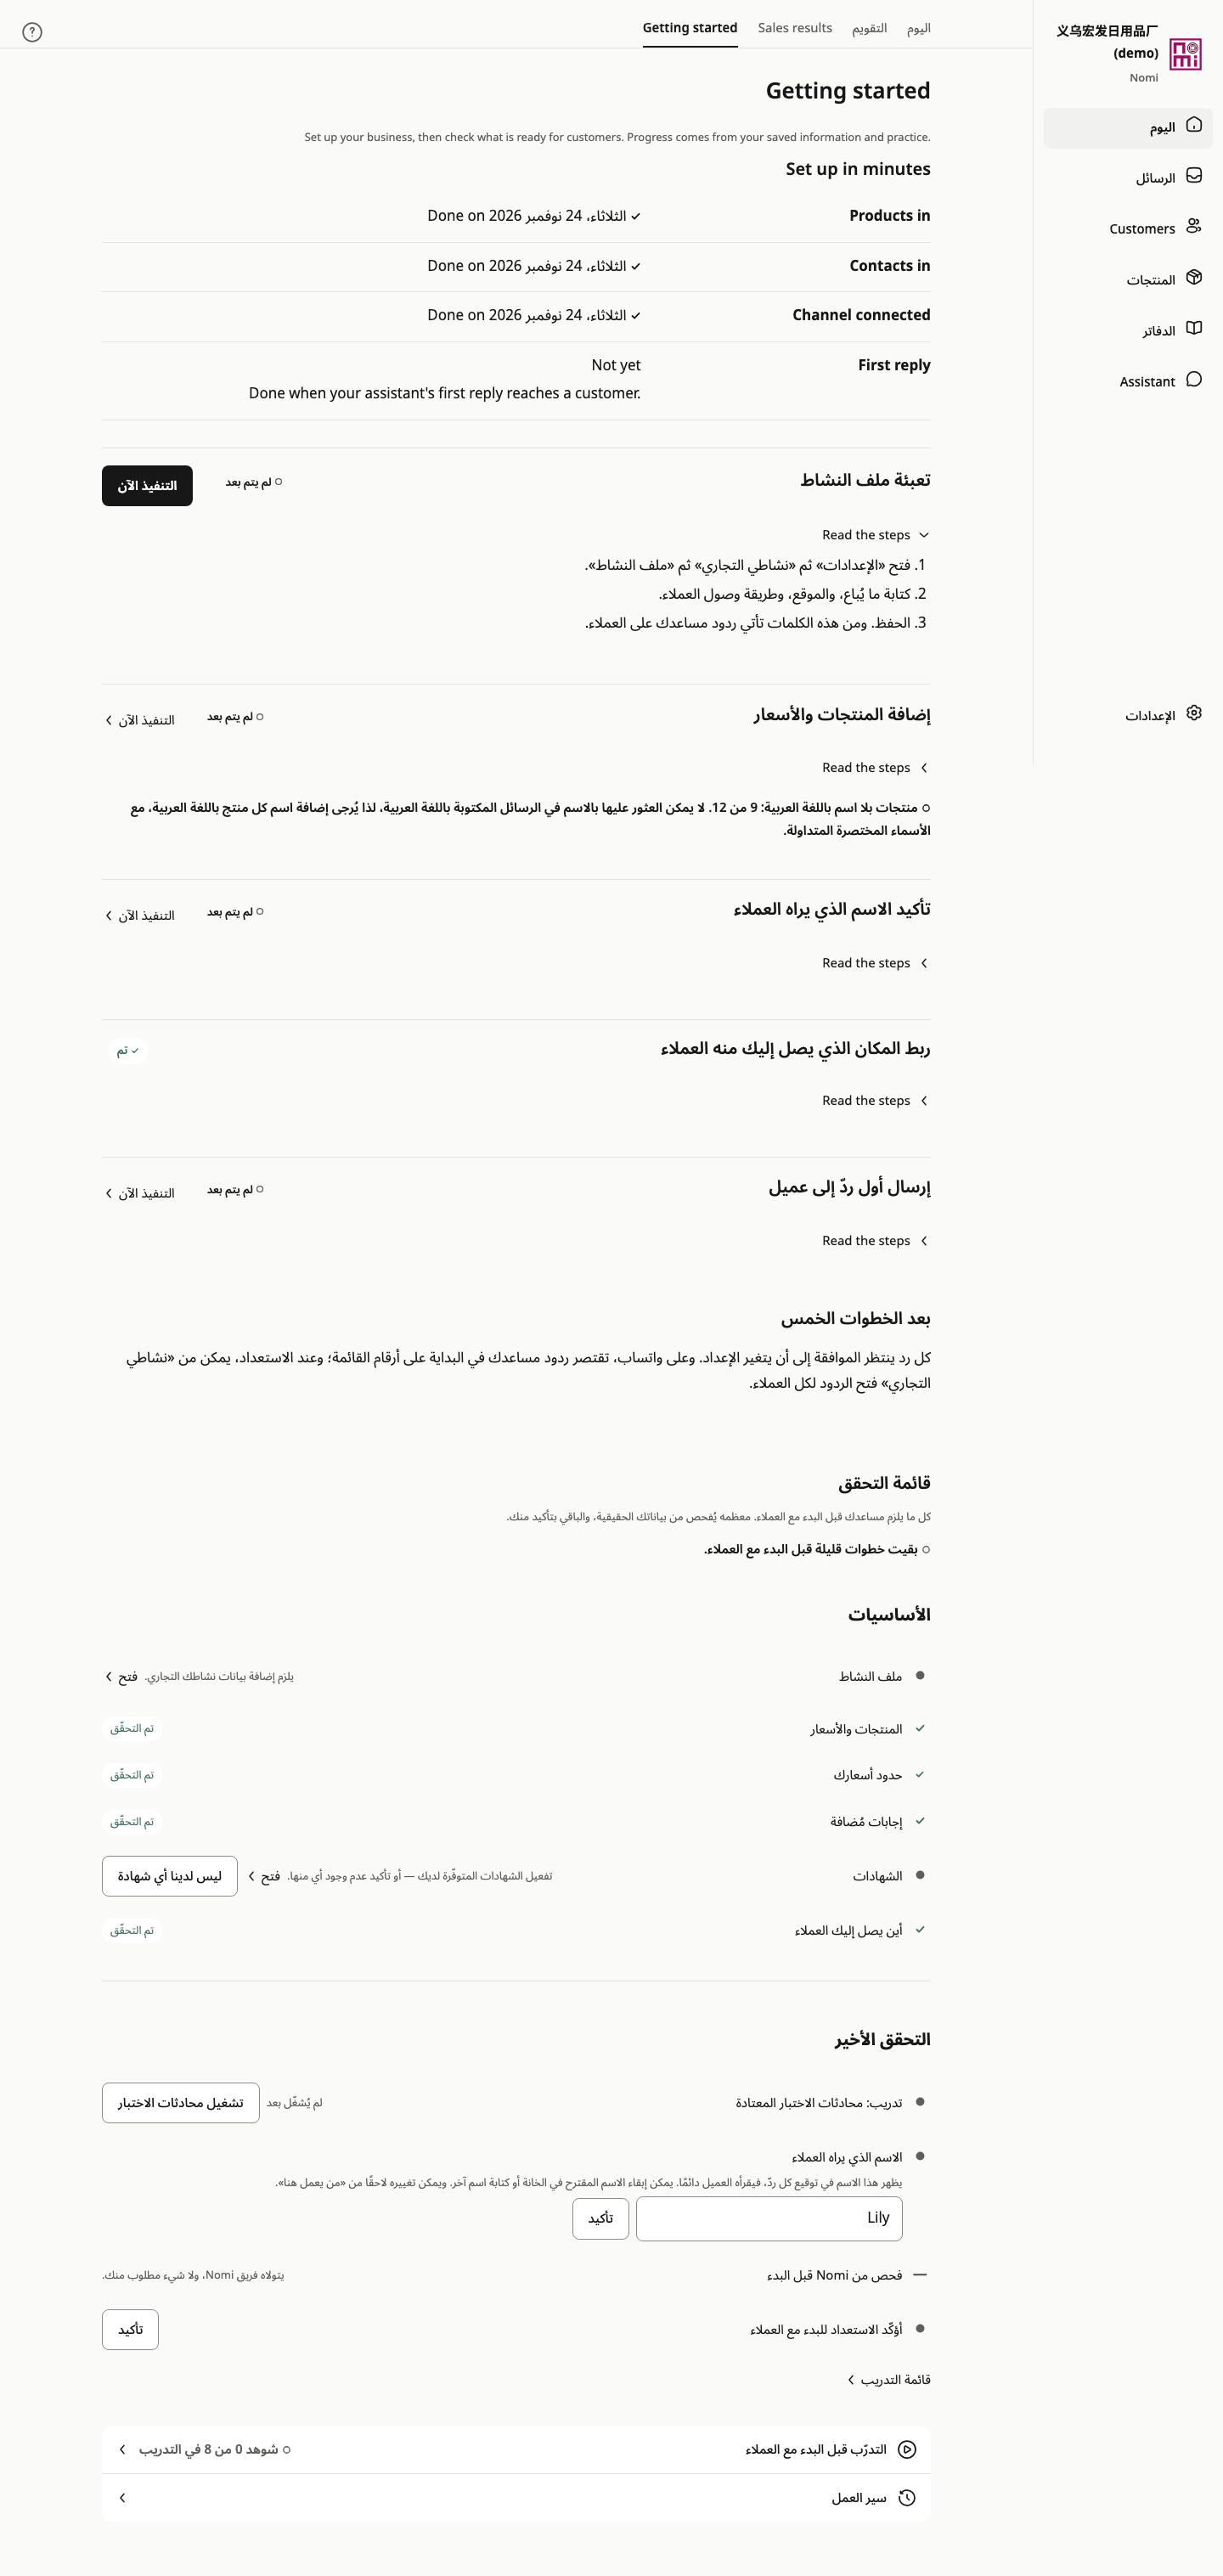 义乌宏发日用品厂
(demo)
Nomi
اليوم
الرسائل
Customers
المنتجات
الدفاتر
Assistant
الإعدادات
اليوم
التقويم
Sales results
Getting started
?
Getting started
Set up your business, then check what is ready for customers. Progress comes from your saved information and practice.
Set up in minutes
Products in
✓ الثلاثاء، 24 نوفمبر 2026 Done on
Contacts in
✓ الثلاثاء، 24 نوفمبر 2026 Done on
Channel connected
✓ الثلاثاء، 24 نوفمبر 2026 Done on
First reply
Not yet
Done when your assistant's first reply reaches a customer.
تعبئة ملف النشاط
لم يتم بعد
التنفيذ الآن
Read the steps
1. فتح «الإعدادات» ثم «نشاطي التجاري» ثم «ملف النشاط».
2. كتابة ما يُباع، والموقع، وطريقة وصول العملاء.
3. الحفظ. ومن هذه الكلمات تأتي ردود مساعدك على العملاء.
إضافة المنتجات والأسعار
لم يتم بعد
التنفيذ الآن
Read the steps
منتجات بلا اسم باللغة العربية: 9 من 12. لا يمكن العثور عليها بالاسم في الرسائل المكتوبة باللغة العربية، لذا يُرجى إضافة اسم كل منتج باللغة العربية، مع
الأسماء المختصرة المتداولة.
تأكيد الاسم الذي يراه العملاء
لم يتم بعد
التنفيذ الآن
Read the steps
ربط المكان الذي يصل إليك منه العملاء
✓ تم
Read the steps
إرسال أول ردّ إلى عميل
لم يتم بعد
التنفيذ الآن
Read the steps
بعد الخطوات الخمس
كل رد ينتظر الموافقة إلى أن يتغير الإعداد. وعلى واتساب، تقتصر ردود مساعدك في البداية على أرقام القائمة؛ وعند الاستعداد، يمكن من «نشاطي
التجاري» فتح الردود لكل العملاء.
قائمة التحقق
كل ما يلزم مساعدك قبل البدء مع العملاء. معظمه يُفحص من بياناتك الحقيقية، والباقي بتأكيد منك.
بقيت خطوات قليلة قبل البدء مع العملاء.
الأساسيات
ملف النشاط
يلزم إضافة بيانات نشاطك التجاري.
فتح
المنتجات والأسعار
تم التحقّق
حدود أسعارك
تم التحقّق
إجابات مُضافة
تم التحقّق
الشهادات
تفعيل الشهادات المتوفّرة لديك — أو تأكيد عدم وجود أي منها.
فتح
ليس لدينا أي شهادة
أين يصل إليك العملاء
تم التحقّق
التحقق الأخير
تدريب: محادثات الاختبار المعتادة
لم يُشغّل بعد
تشغيل محادثات الاختبار
الاسم الذي يراه العملاء
يظهر هذا الاسم في توقيع كل ردّ، فيقرأه العميل دائمًا. يمكن إبقاء الاسم المقترح في الخانة أو كتابة اسم آخر. ويمكن تغييره لاحقًا من «من يعمل هنا».
Lily
تأكيد
فحص من Nomi قبل البدء
يتولاه فريق Nomi، ولا شيء مطلوب منك.
أؤكّد الاستعداد للبدء مع العملاء
تأكيد
قائمة التدريب
التدرّب قبل البدء مع العملاء
شوهد 0 من 8 في التدريب
سير العمل